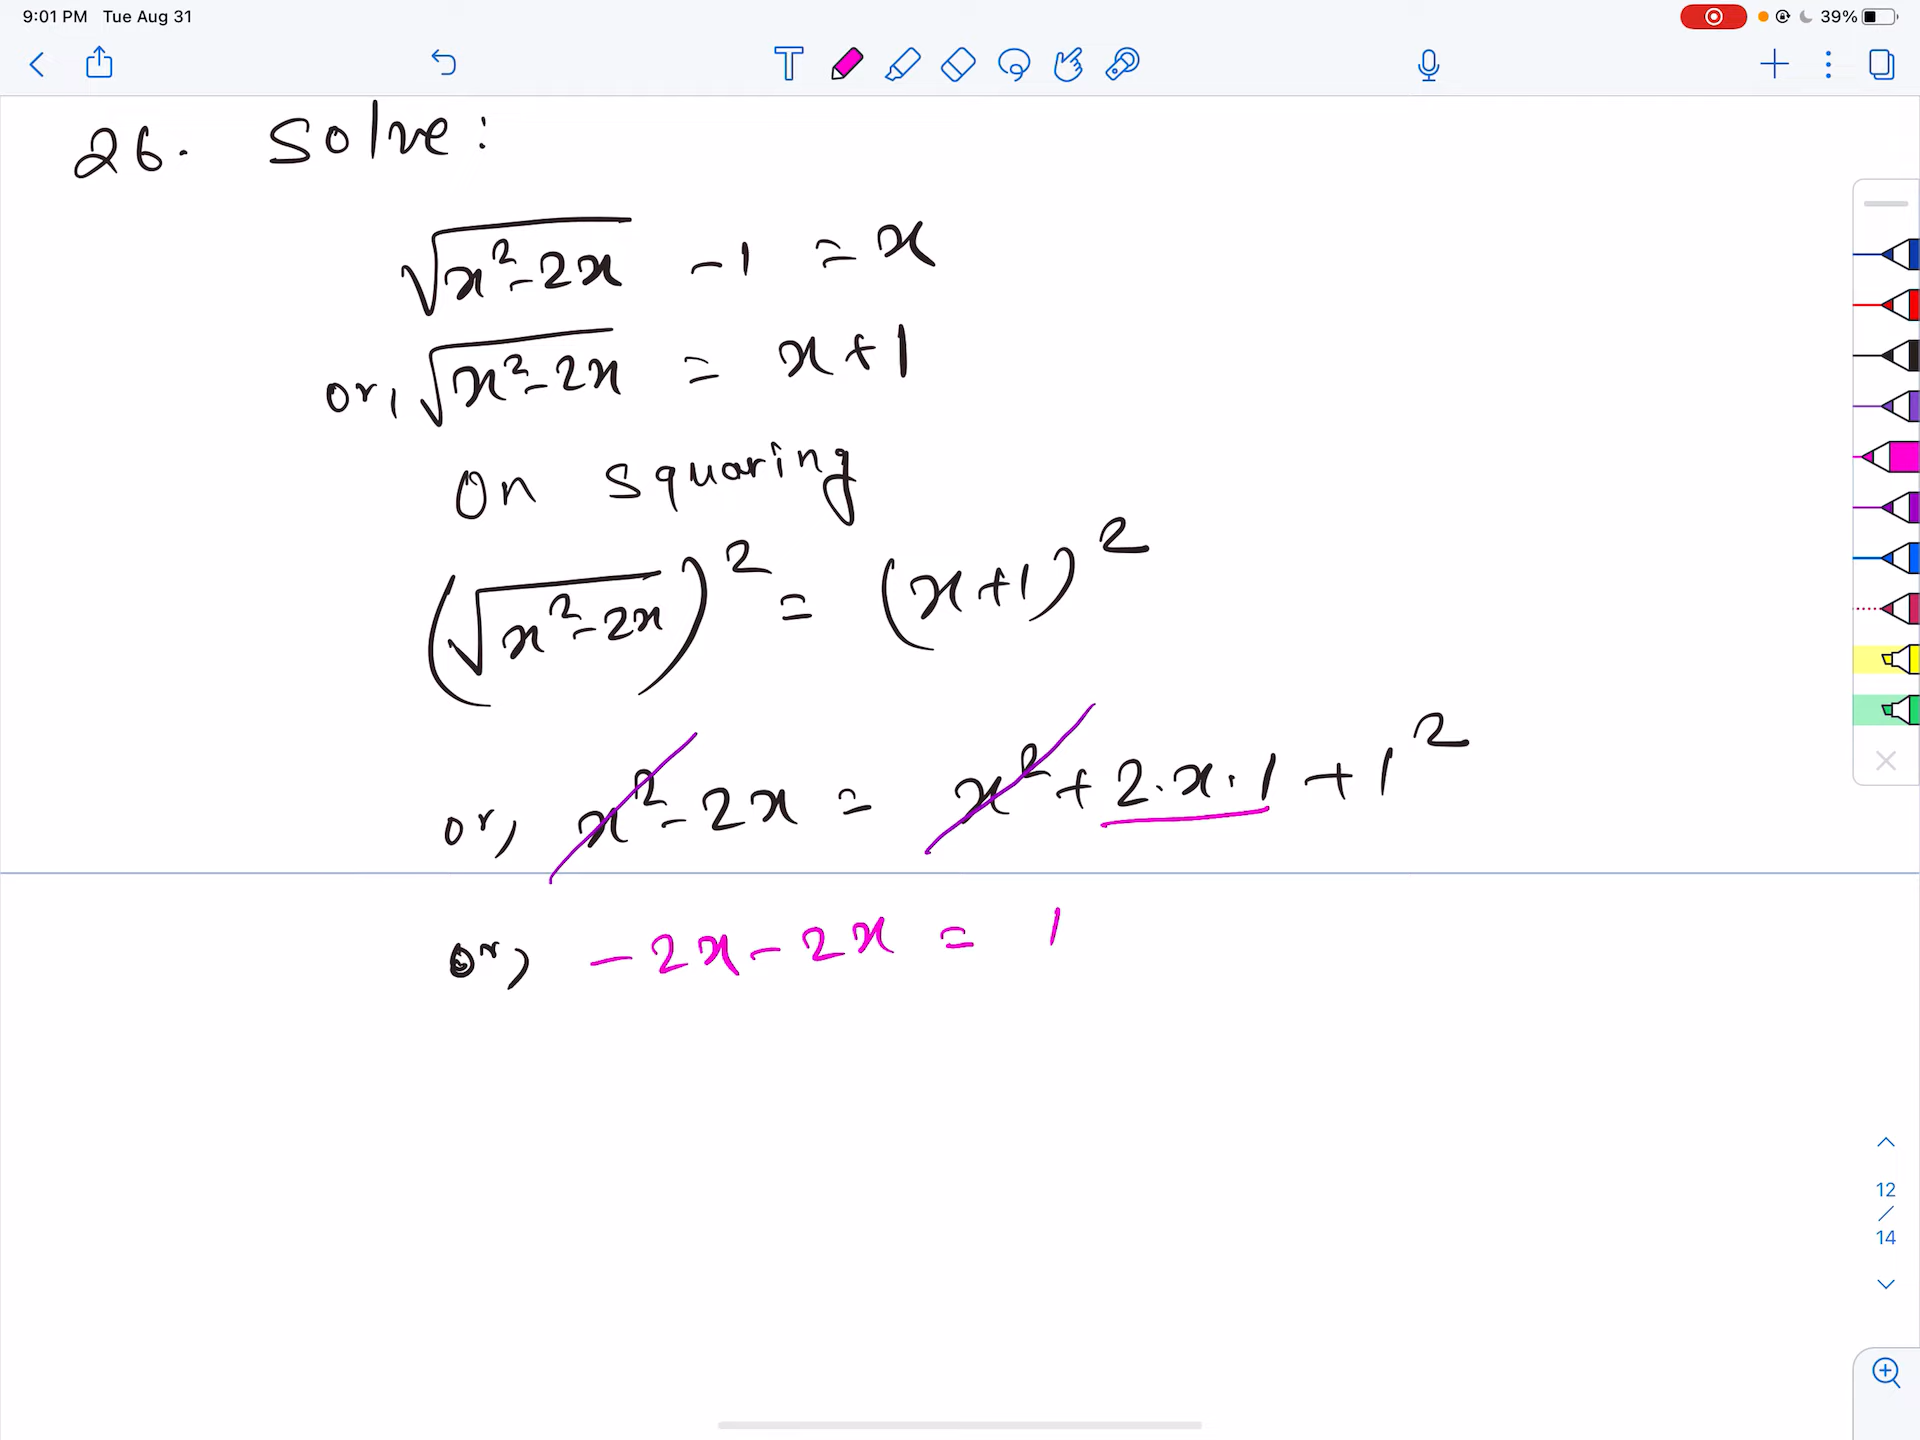 9:01 PM Tue Aug 31
39%
T
26. Solve:
√(x²-2x) -1 = x
or, √(x²-2x) = x+1
On squaring
(√(x²-2x))² = (x+1)²
or, x²-2x = x²+2·x·1+1²
or, -2x-2x = 1
12
/
14